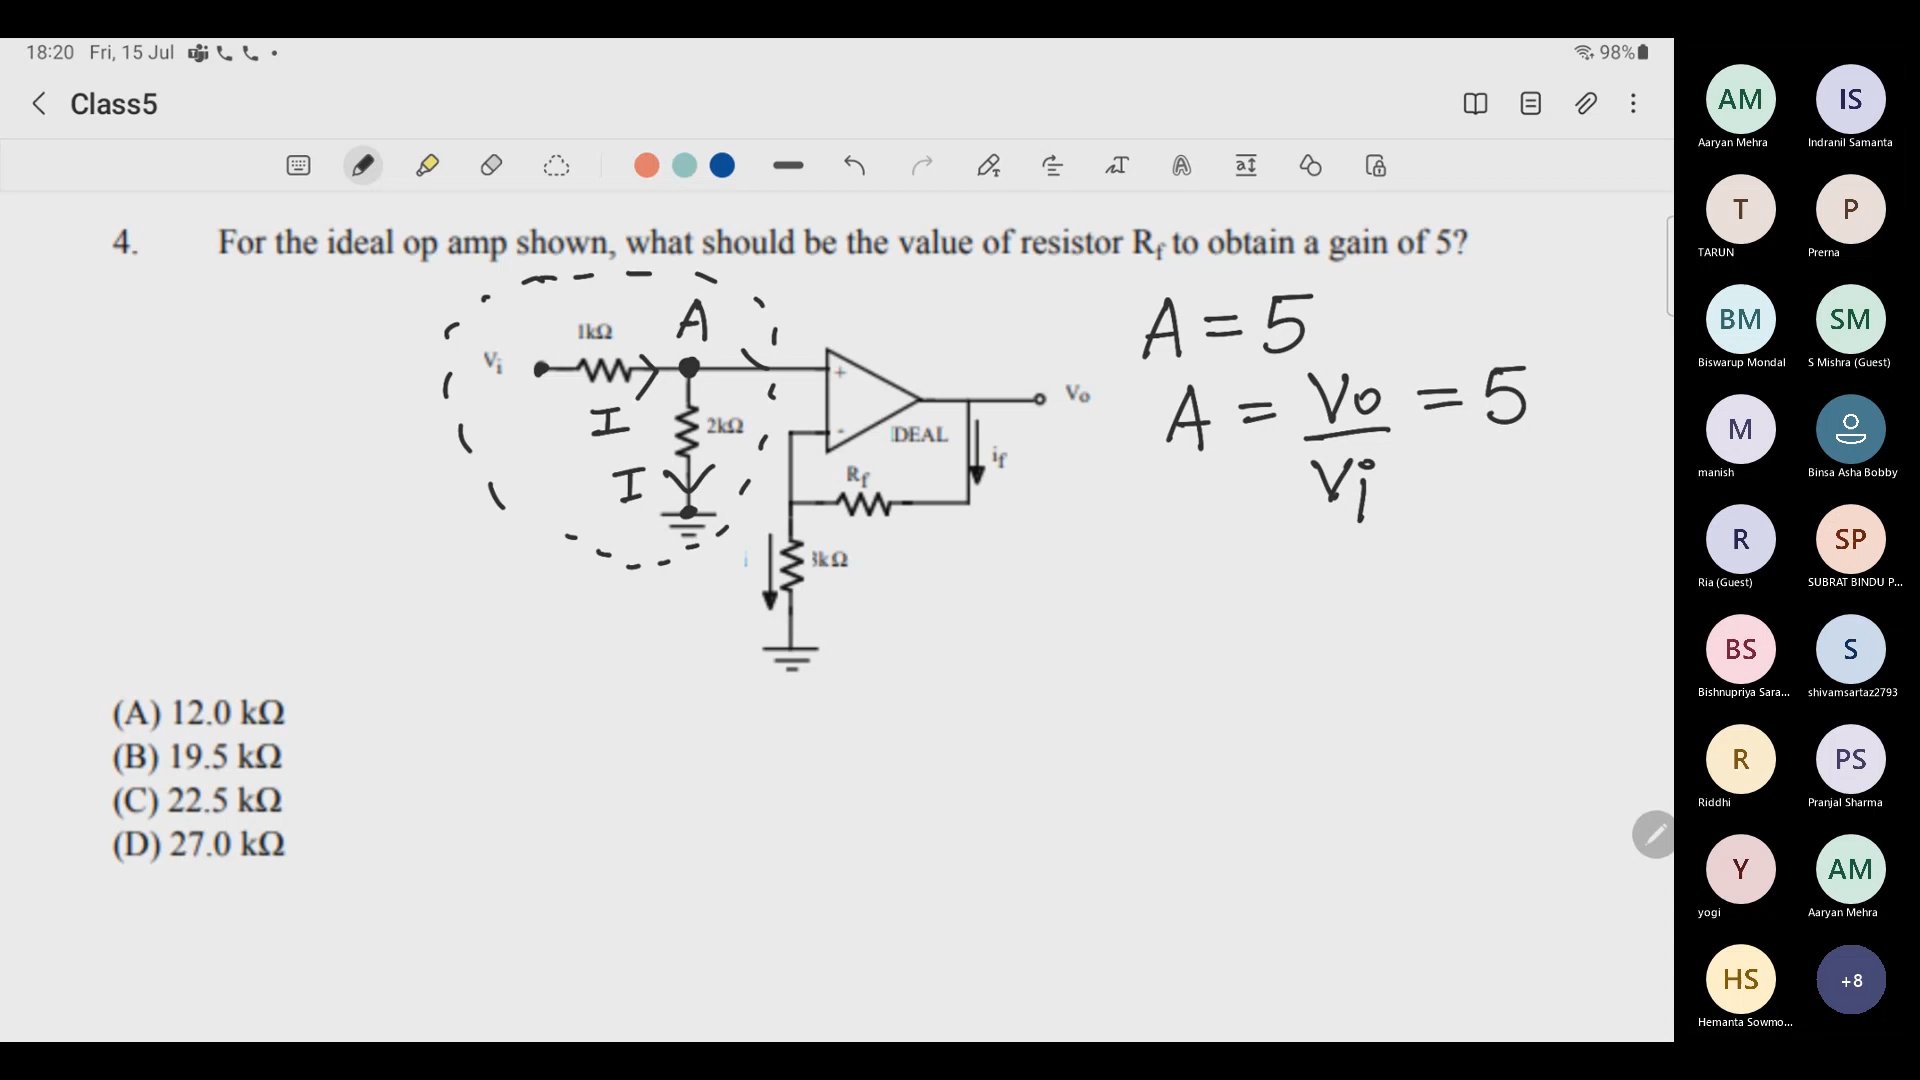 18:20 Fri, 15 Jul
98%
Class5
4. For the ideal op amp shown, what should be the value of resistor Rf to obtain a gain of 5?
A = 5
A = Vo/Vi = 5
A
1kΩ
Vi
I
2kΩ
I
+
-
IDEAL
Vo
if
Rf
i
3kΩ
(A) 12.0 kΩ
(B) 19.5 kΩ
(C) 22.5 kΩ
(D) 27.0 kΩ
AM IS
Aaryan Mehra Indranil Samanta
T P
TARUN Prerna
BM SM
Biswarup Mondal S Mishra (Guest)
M
manish Binsa Asha Bobby
R SP
Ria (Guest) SUBRAT BINDU P...
BS S
Bishnupriya Sara... shivamsartaz2793
R PS
Riddhi Pranjal Sharma
Y AM
yogi Aaryan Mehra
HS +8
Hemanta Sowmo...